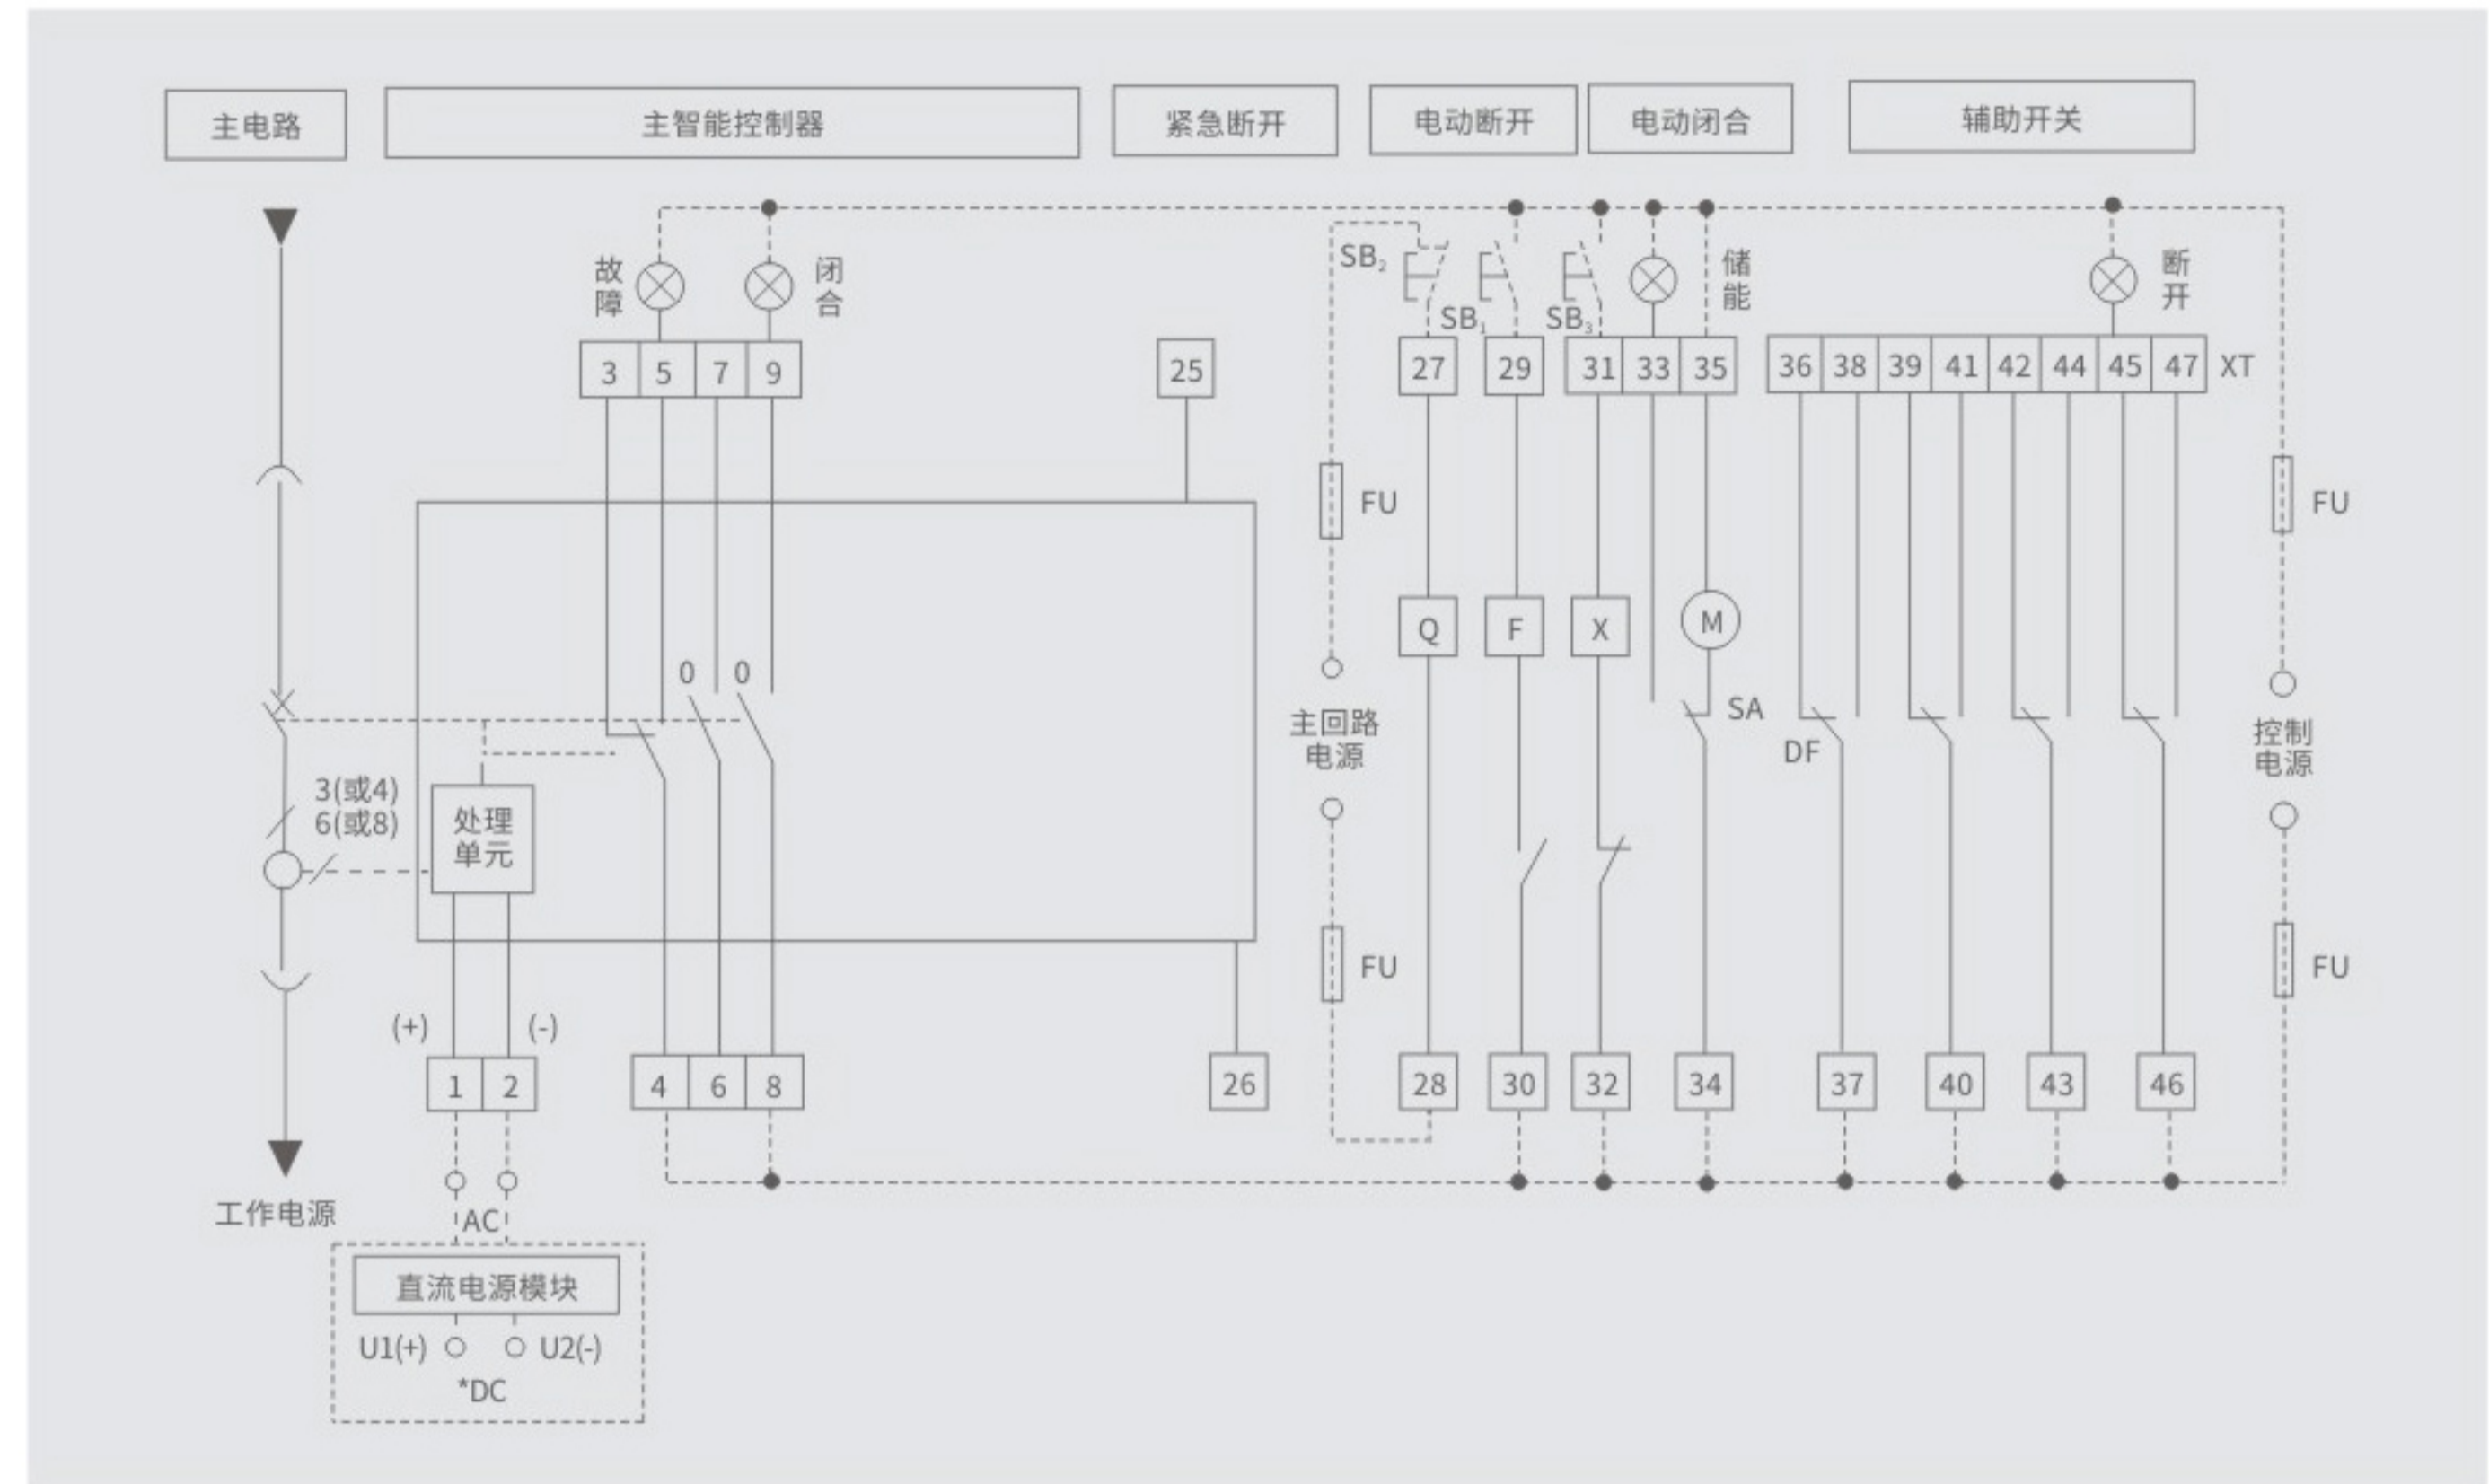 主电路
主智能控制器
紧急断开
电动断开
电动闭合
辅助开关
故障
闭合
SB2
SB1
SB3
储能
断开
3 5 7 9
25
27
29
31 33 35
36 38 39 41 42 44 45 47 XT
FU
FU
Q
F
X
M
0 0
SA
DF
主回路
电源
控制
电源
3(或4)
6(或8)
处理
单元
FU
FU
(+)
(-)
1 2
4 6 8
26
28
30
32
34
37
40
43
46
工作电源
AC
直流电源模块
U1(+)
U2(-)
*DC